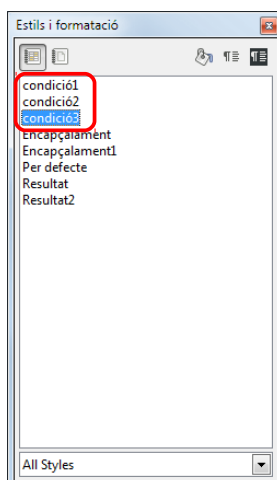 Estils i formatació
condició1
condició2
condició3
Encapçalament
Encapçalament1
Per defecte
Resultat
Resultat2
All Styles